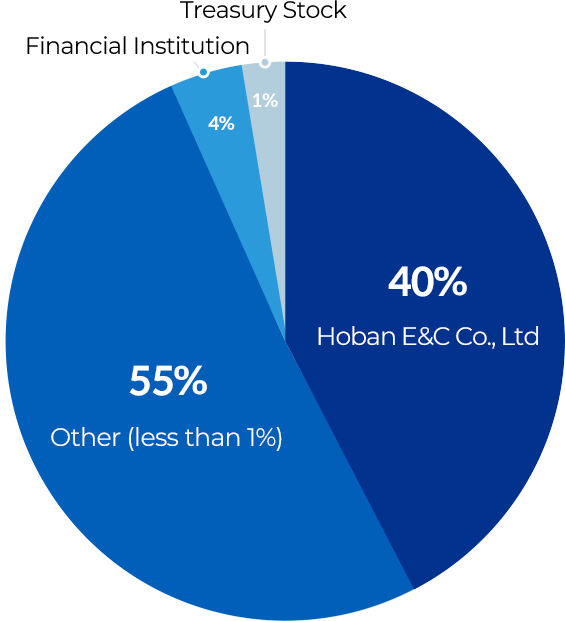 Treasury Stock
Financial Institution
1%
4%
40%
Hoban E&C Co., Ltd
55%
Other (less than 1%)